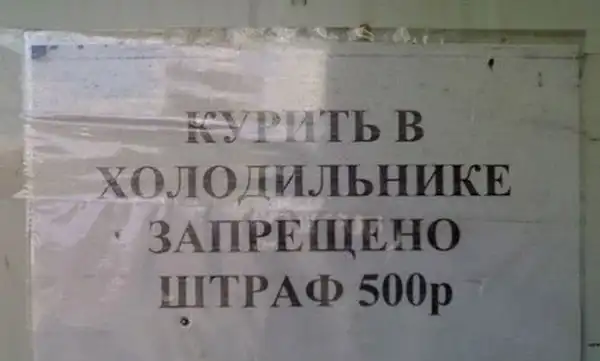 КУРИТЬ В
ХОЛОДИЛЬНИКЕ
ЗАПРЕЩЕНО
ШТРАФ 500р